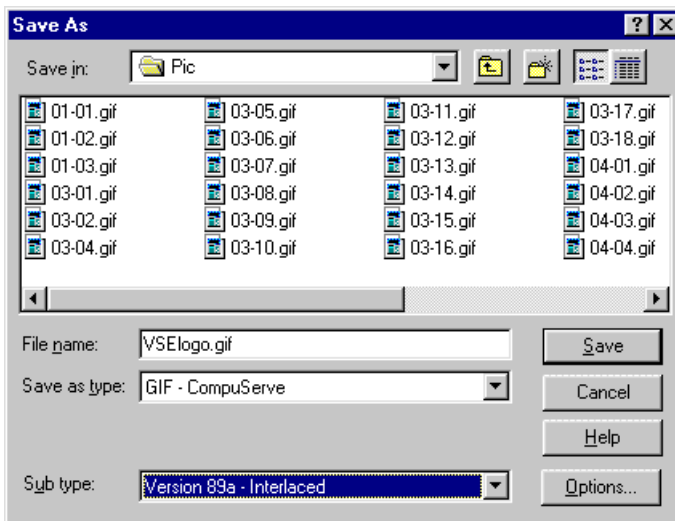 Save As
Save in: Pic
01-01.gif 03-05.gif 03-11.gif 03-17.gif
01-02.gif 03-06.gif 03-12.gif 03-18.gif
01-03.gif 03-07.gif 03-13.gif 04-01.gif
03-01.gif 03-08.gif 03-14.gif 04-02.gif
03-02.gif 03-09.gif 03-15.gif 04-03.gif
03-04.gif 03-10.gif 03-16.gif 04-04.gif
File name: VSElogo.gif Save
Save as type: GIF - CompuServe Cancel
Help
Sub type: Version 89a - Interlaced Options...